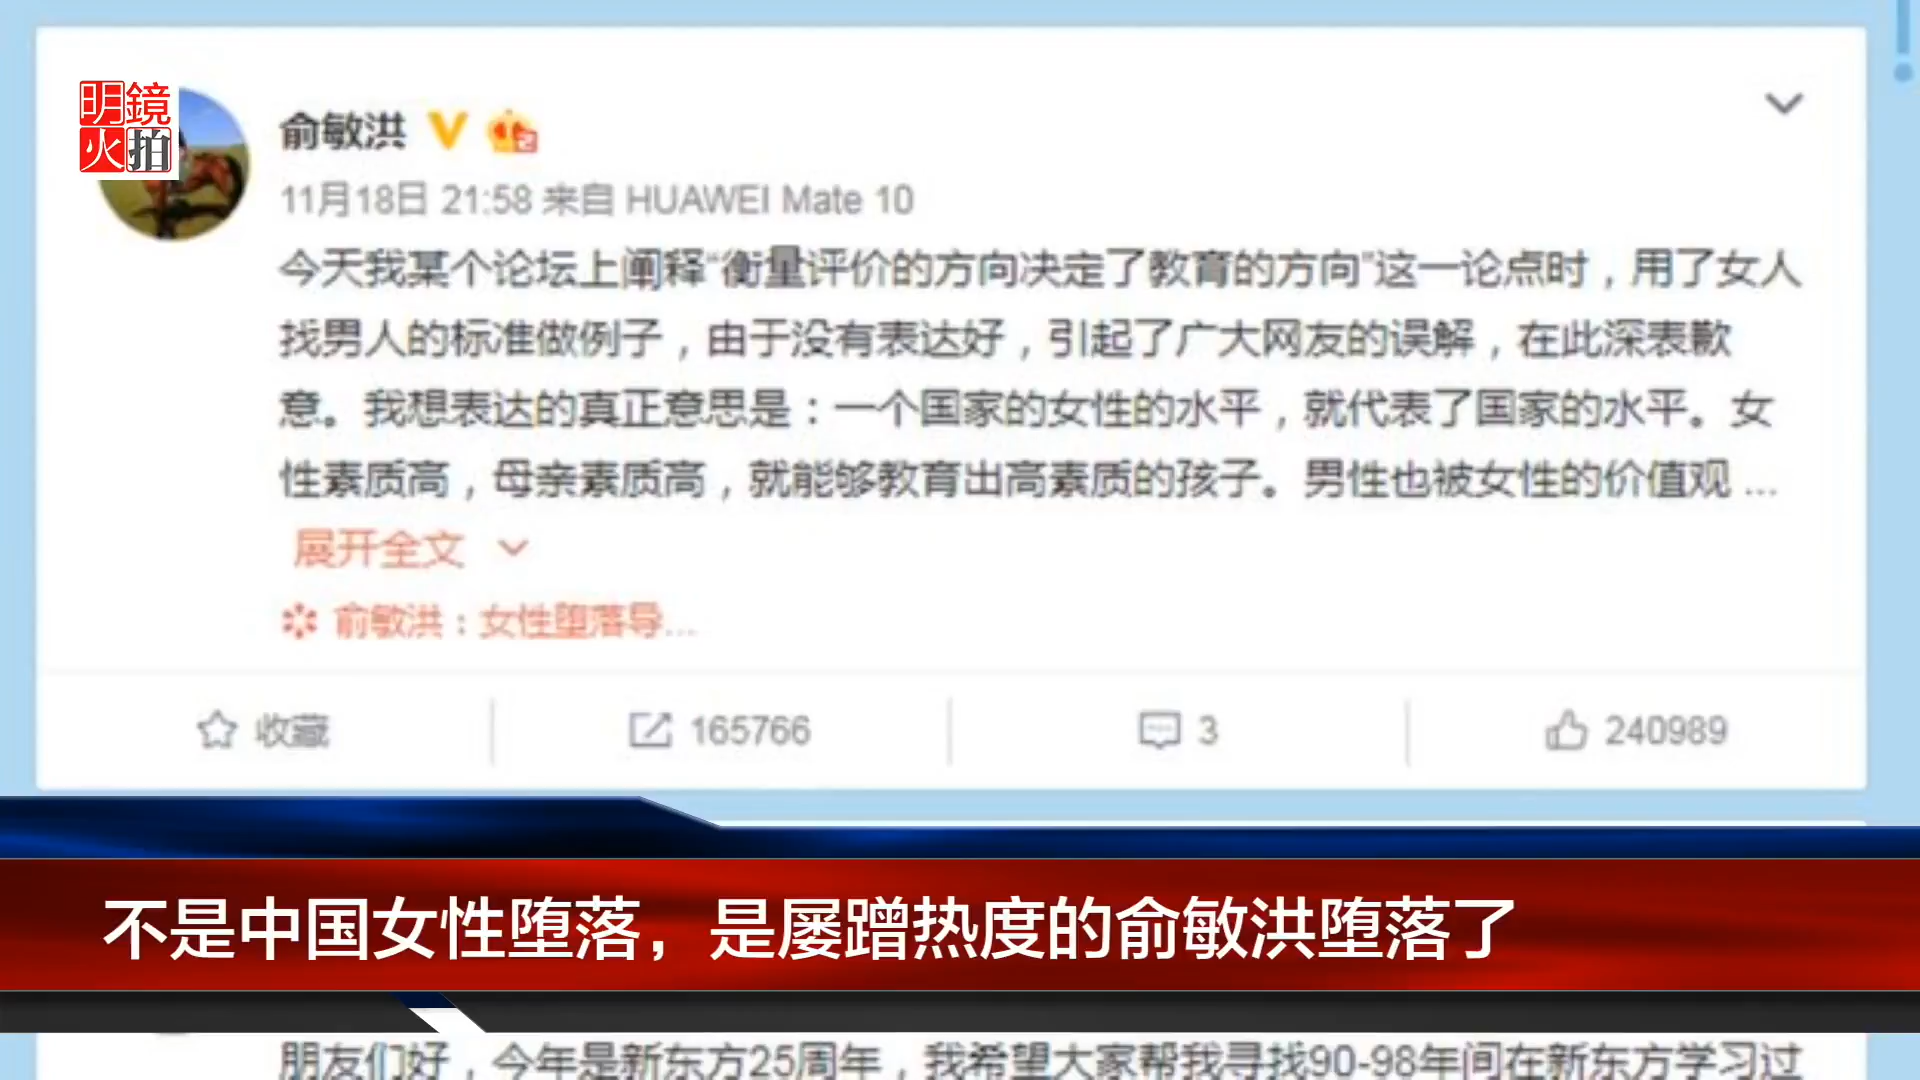 明鏡
火拍
俞敏洪
11月18日 21:58 来自 HUAWEI Mate 10
今天我某个论坛上阐释“衡量评价的方向决定了教育的方向”这一论点时，用了女人
找男人的标准做例子，由于没有表达好，引起了广大网友的误解，在此深表歉
意。我想表达的真正意思是：一个国家的女性的水平，就代表了国家的水平。女
性素质高，母亲素质高，就能够教育出高素质的孩子。男性也被女性的价值观 ...
展开全文
俞敏洪：女性堕落导...
收藏 165766 3 240989
不是中国女性堕落，是屡蹭热度的俞敏洪堕落了
朋友们好，今年是新东方25周年，我希望大家帮我寻找90-98年间在新东方学习过